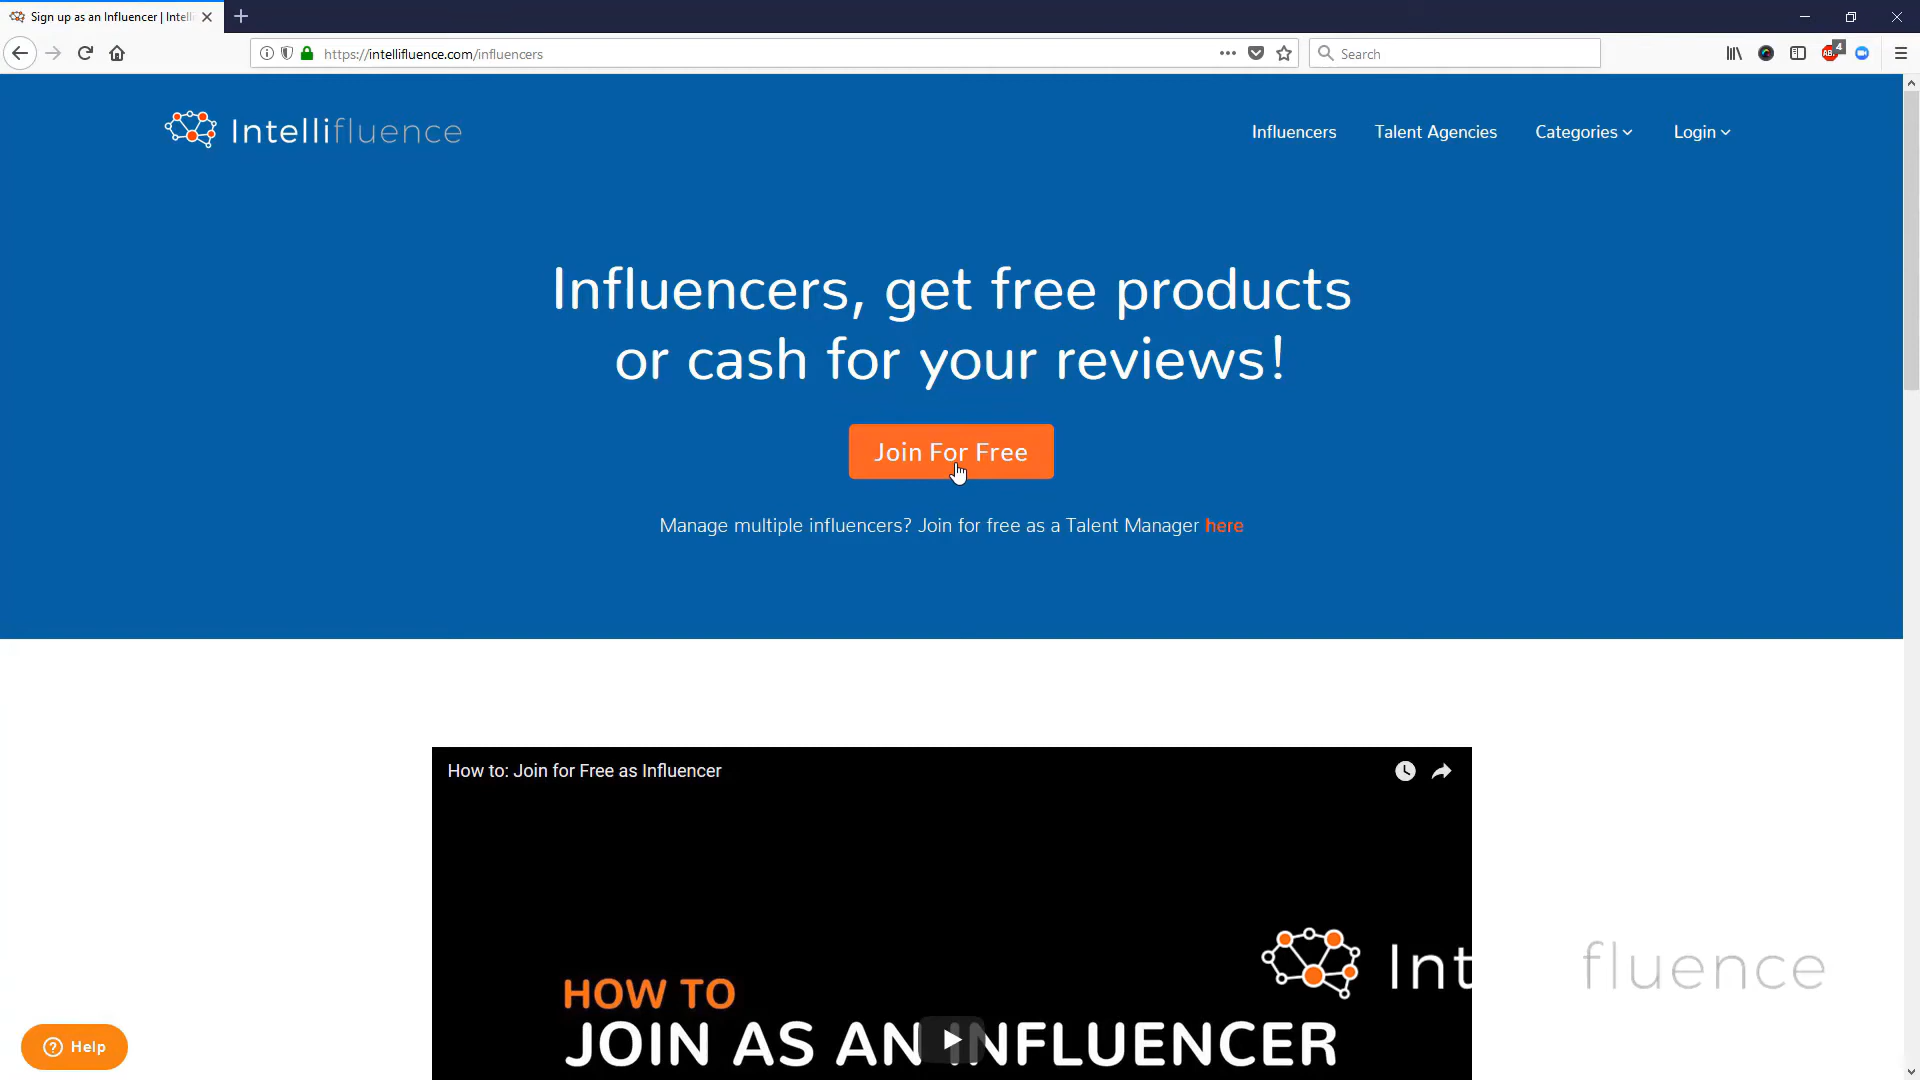 Sign up as an Influencer | Intelli
https://intellifluence.com/influencers
Search
4
Intellifluence
Influencers
Talent Agencies
Categories
Login
Influencers, get free products
or cash for your reviews!
Join For Free
Manage multiple influencers? Join for free as a Talent Manager here
How to: Join for Free as Influencer
Int fluence
HOW TO
JOIN AS AN INFLUENCER
Help